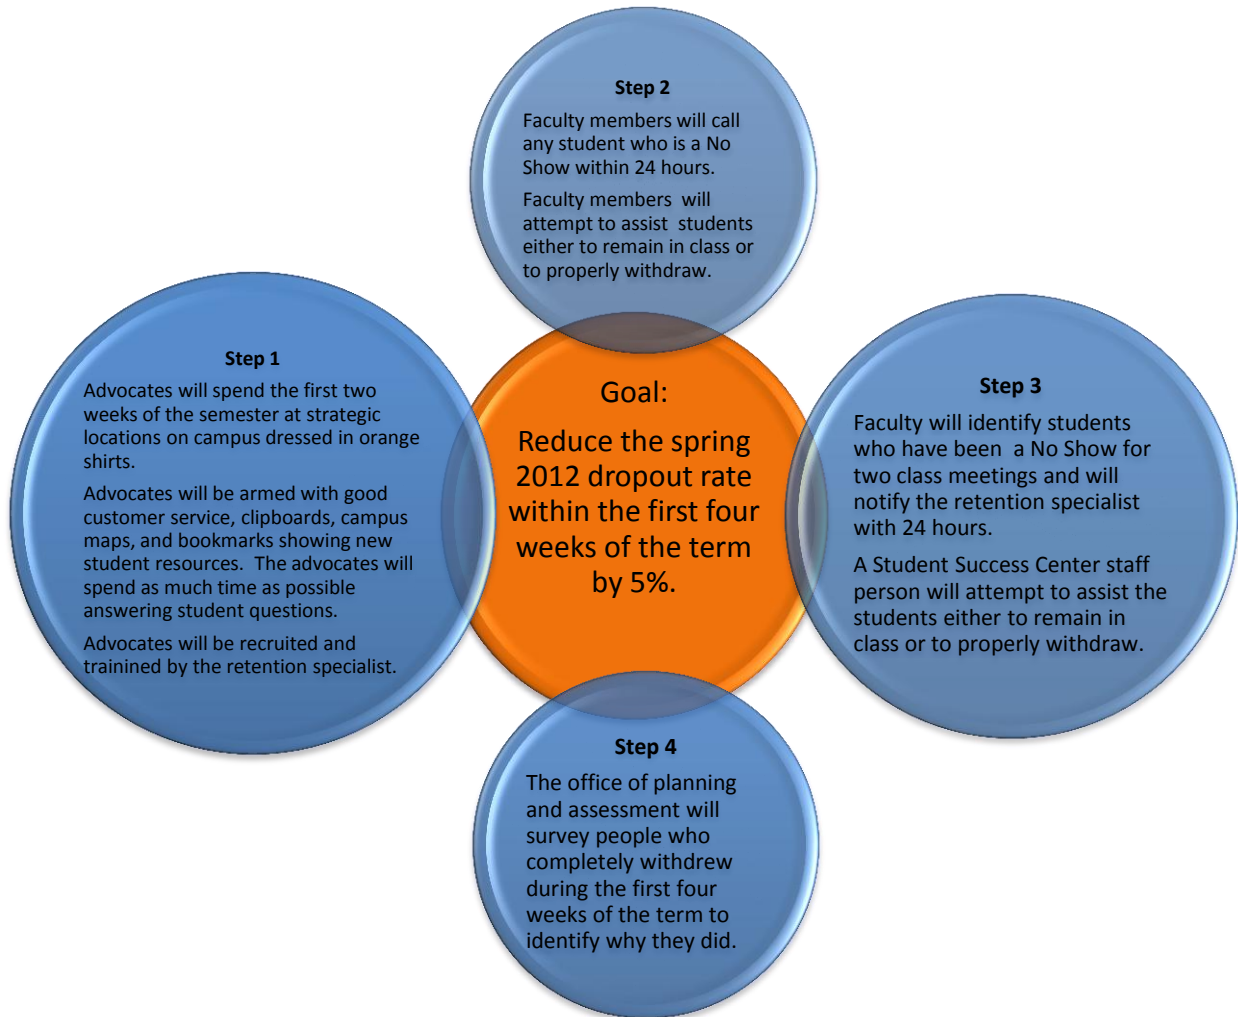 Step 2
Faculty members will call
any student who is a No
Show within 24 hours.
Faculty members will
attempt to assist students
either to remain in class or
to properly withdraw.
Step 1
Advocates will spend the first two
weeks of the semester at strategic
locations on campus dressed in orange
shirts.
Advocates will be armed with good
customer service, clipboards, campus
maps, and bookmarks showing new
student resources. The advocates will
spend as much time as possible
answering student questions.
Advocates will be recruited and
trainined by the retention specialist.
Goal:
Reduce the spring
2012 dropout rate
within the first four
weeks of the term
by 5%.
Step 3
Faculty will identify students
who have been a No Show for
two class meetings and will
notify the retention specialist
with 24 hours.
A Student Success Center staff
person will attempt to assist the
students either to remain in
class or to properly withdraw.
Step 4
The office of planning
and assessment will
survey people who
completely withdrew
during the first four
weeks of the term to
identify why they did.